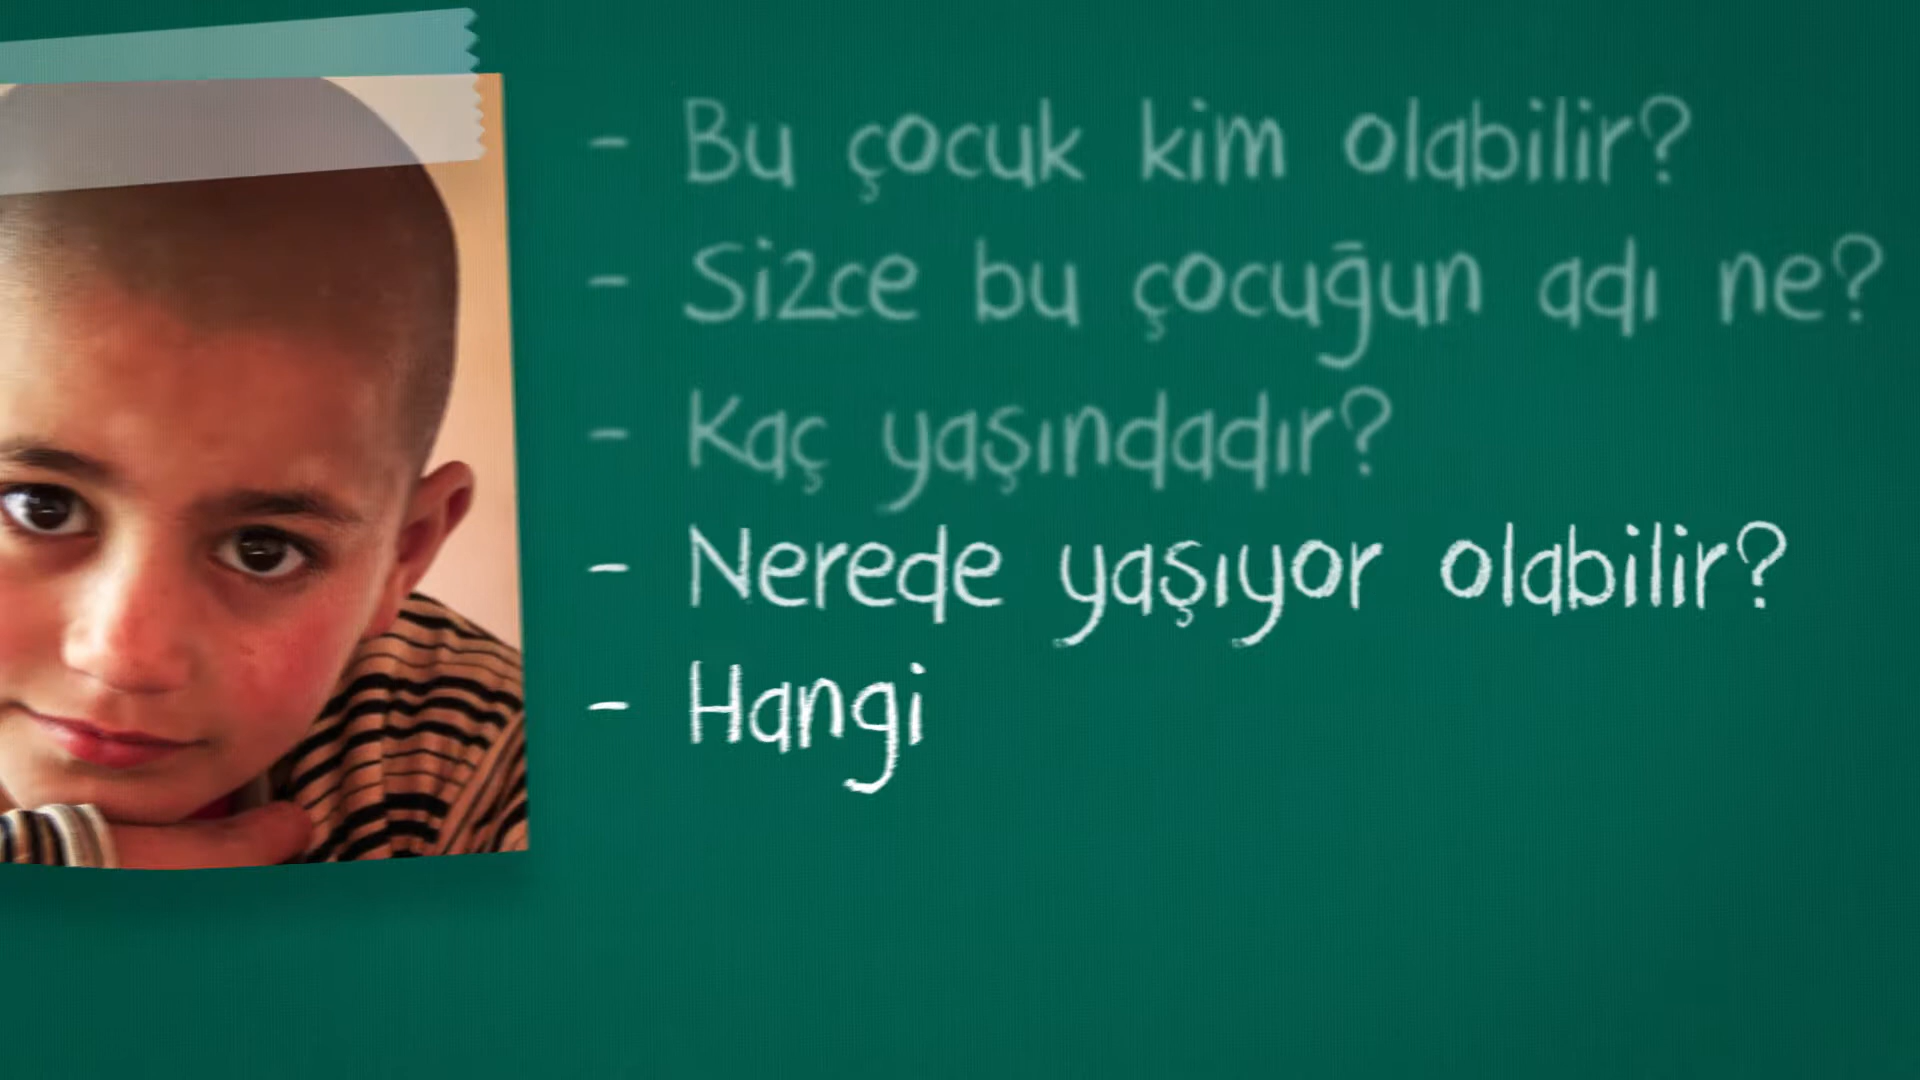 - Bu çocuk kim olabilir?
- Sizce bu çocuğun adı ne?
- Kaç yaşındadır?
- Nerede yaşıyor olabilir?
- Hangi